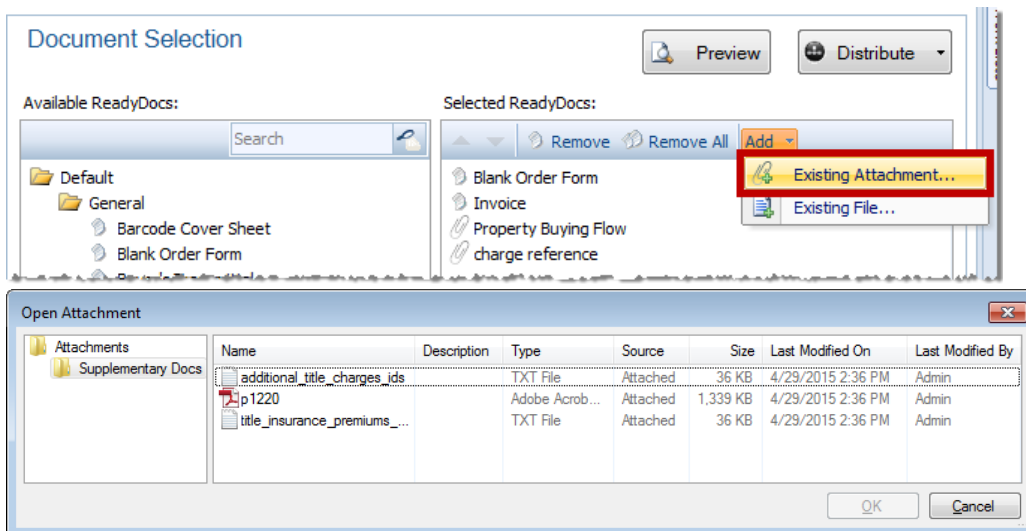 Document Selection
Preview
Distribute
Available ReadyDocs:
Selected ReadyDocs:
Search
Remove
Remove All
Add
Default
General
Barcode Cover Sheet
Blank Order Form
Blank Order Form
Invoice
Property Buying Flow
charge reference
Existing Attachment...
Existing File...
Open Attachment
Attachments
Supplementary Docs
Name Description Type Source Size Last Modified On Last Modified By
additional_title_charges_ids TXT File Attached 36 KB 4/29/2015 2:36 PM Admin
p1220 Adobe Acrob... Attached 1,339 KB 4/29/2015 2:36 PM Admin
title_insurance_premiums_... TXT File Attached 36 KB 4/29/2015 2:36 PM Admin
OK
Cancel